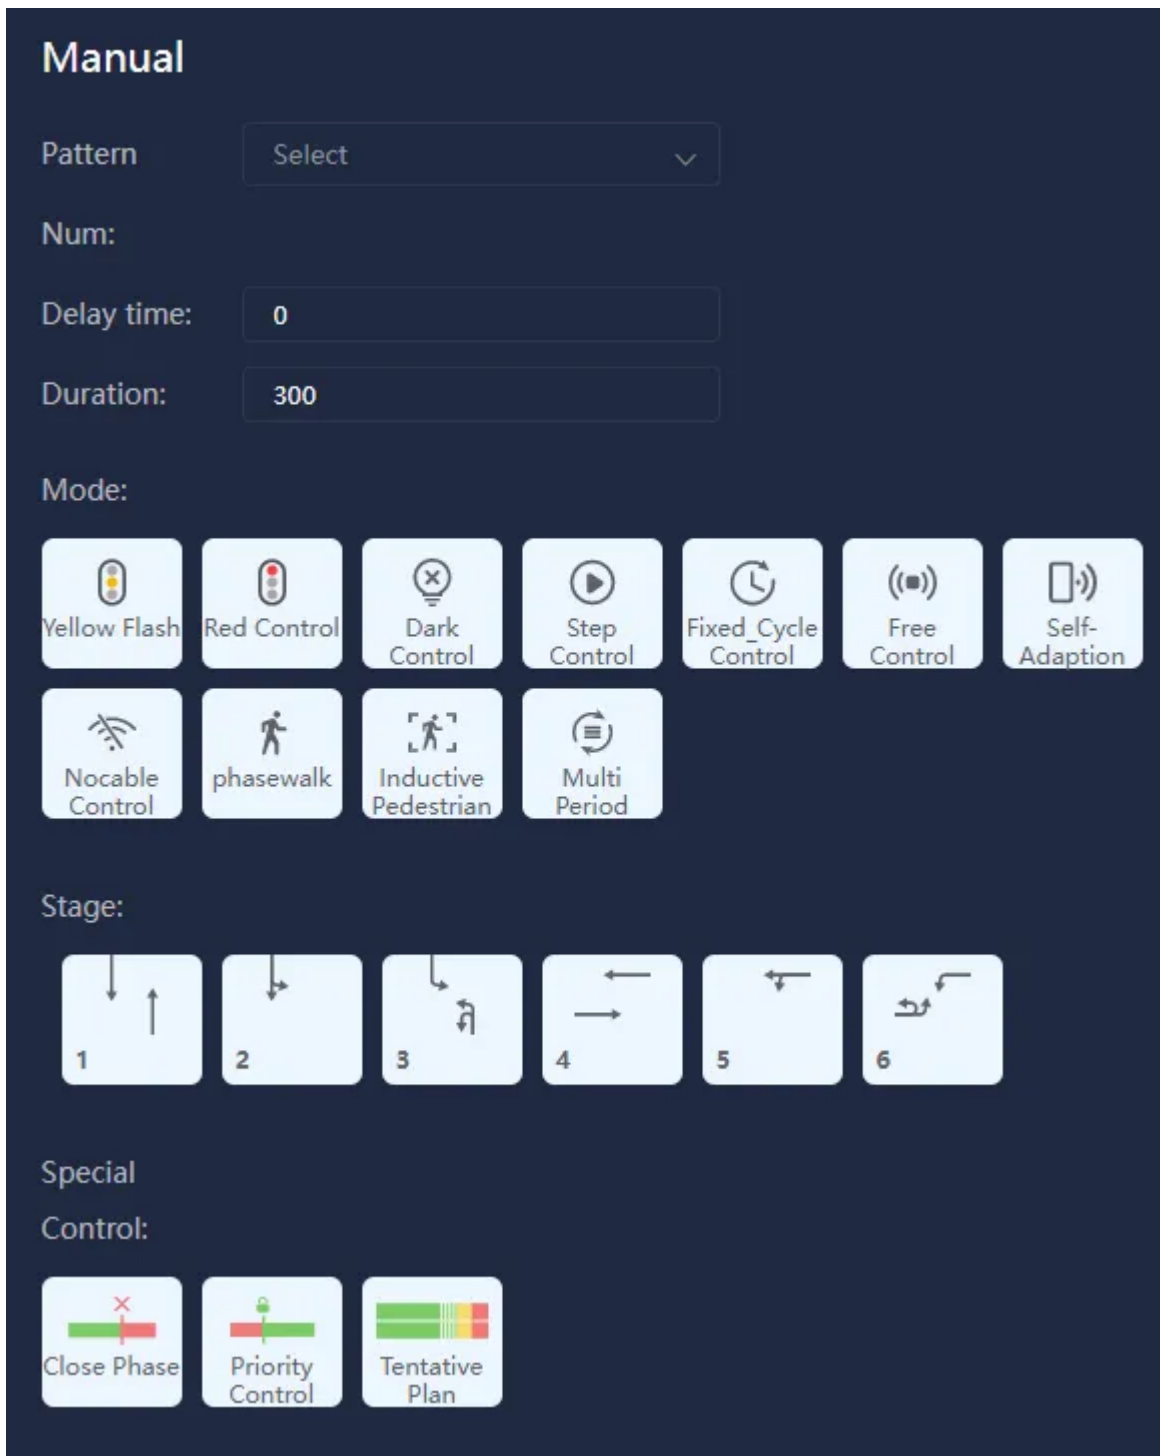 Manual
Pattern Select
Num:
Delay time: 0
Duration: 300
Mode:
Yellow Flash Red Control Dark Control Step Control Fixed_Cycle Control Free Control Self-Adaption
Nocable Control phasewalk Inductive Pedestrian Multi Period
Stage:
1 2 3 4 5 6
Special
Control:
Close Phase Priority Control Tentative Plan